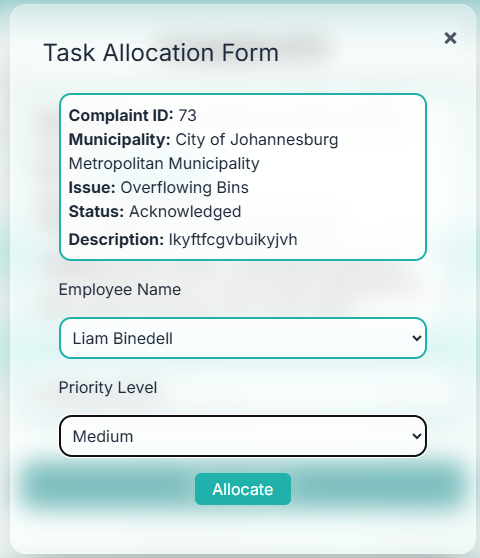 ×
Task Allocation Form
Complaint ID: 73
Municipality: City of Johannesburg
Metropolitan Municipality
Issue: Overflowing Bins
Status: Acknowledged
Description: Ikyftfcgvbuikyjvh
Employee Name
Liam Binedell
Priority Level
Medium
Allocate